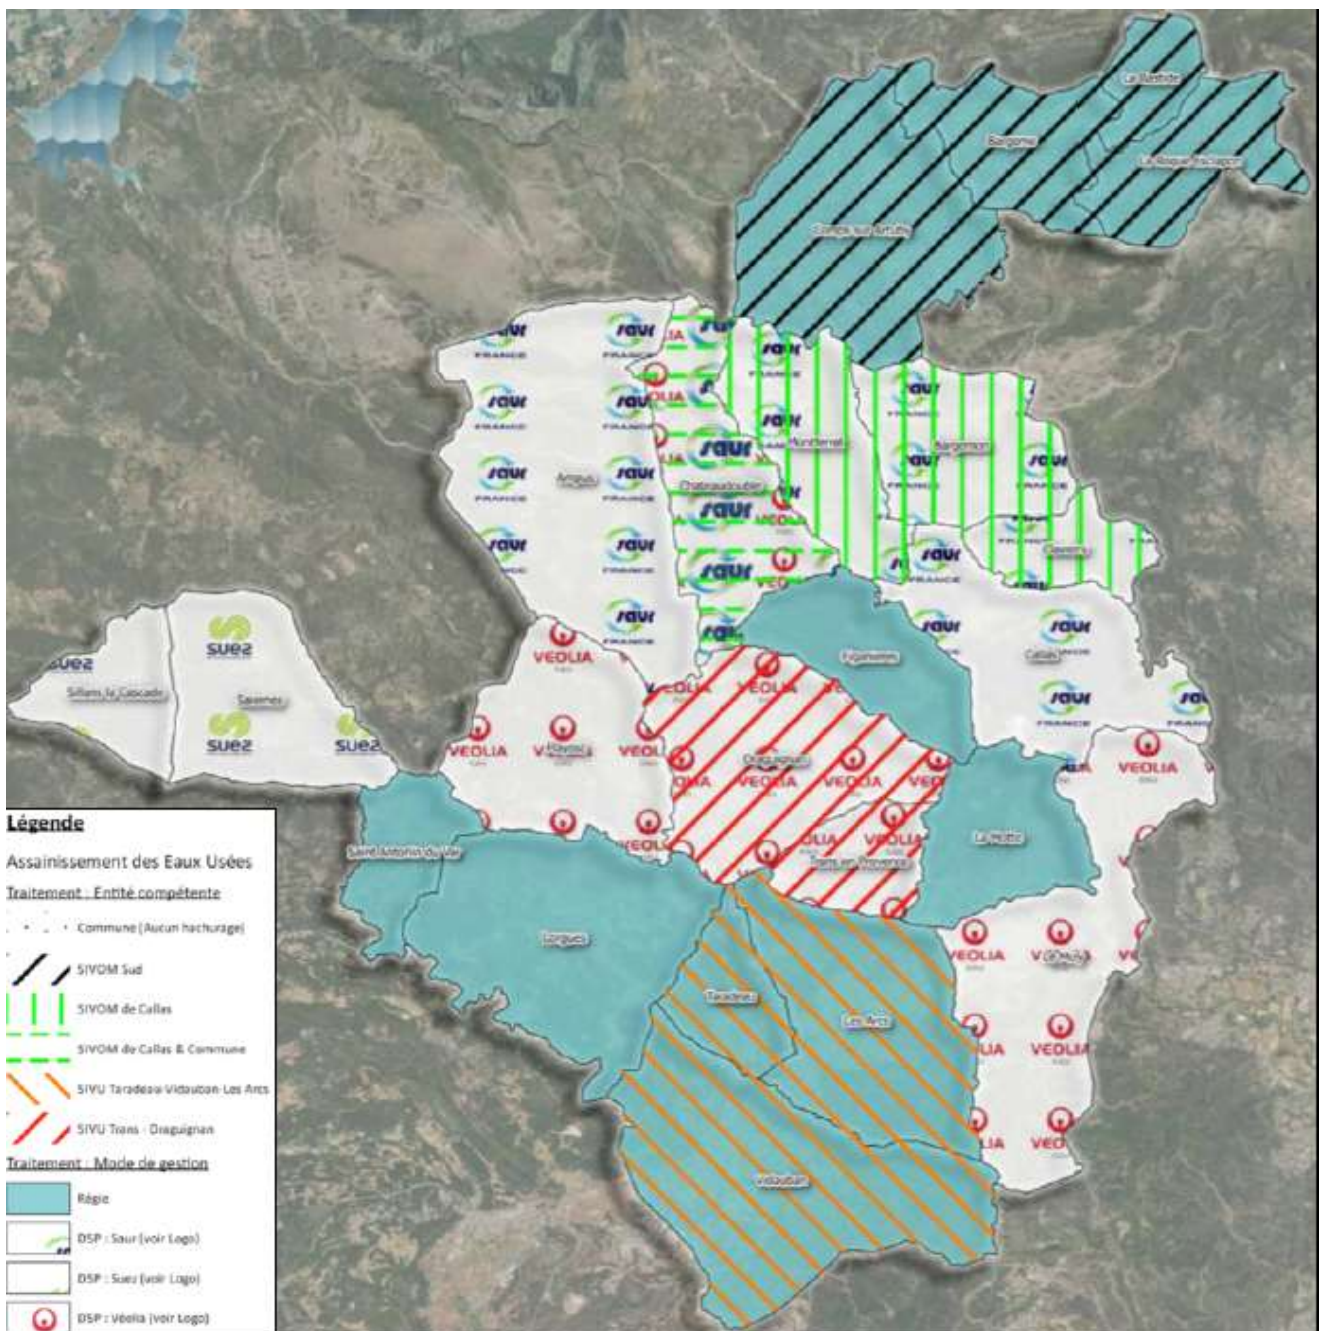 La Bastide
Bargème
La Roque-Esclapon
Comps sur Artuby
Saur
FRANCE
VEOLIA
Montferrat
Bargemon
Ampus
Châteaudouble
Claviers
Figanières
Callas
SUEZ
Sillans la Cascade
Salernes
Flayosc
Draguignan
Trans en Provence
La Motte
Saint Antonin du Var
Lorgues
Taradeau
Les Arcs
Vidauban
Légende
Assainissement des Eaux Usées
Traitement : Entité compétente
Commune (Aucun hachurage)
SIVOM Sud
SIVOM de Callas
SIVOM de Callas & Commune
SIVU Taradeau-Vidauban-Les Arcs
SIVU Trans - Draguignan
Traitement : Mode de gestion
Régie
DSP : Saur (voir Logo)
DSP : Suez (voir Logo)
DSP : Véolia (voir Logo)